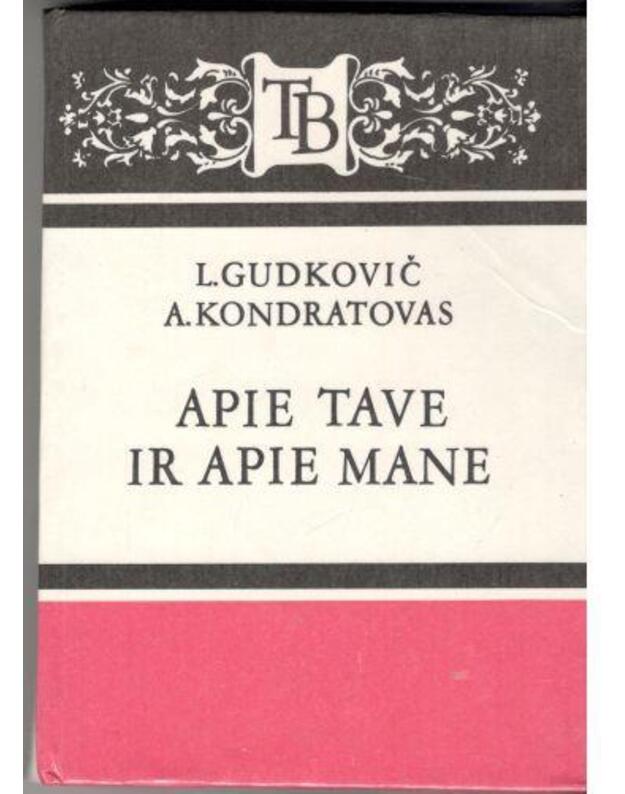 TB
L.GUDKOVIČ
A.KONDRATOVAS
APIE TAVE
IR APIE MANE